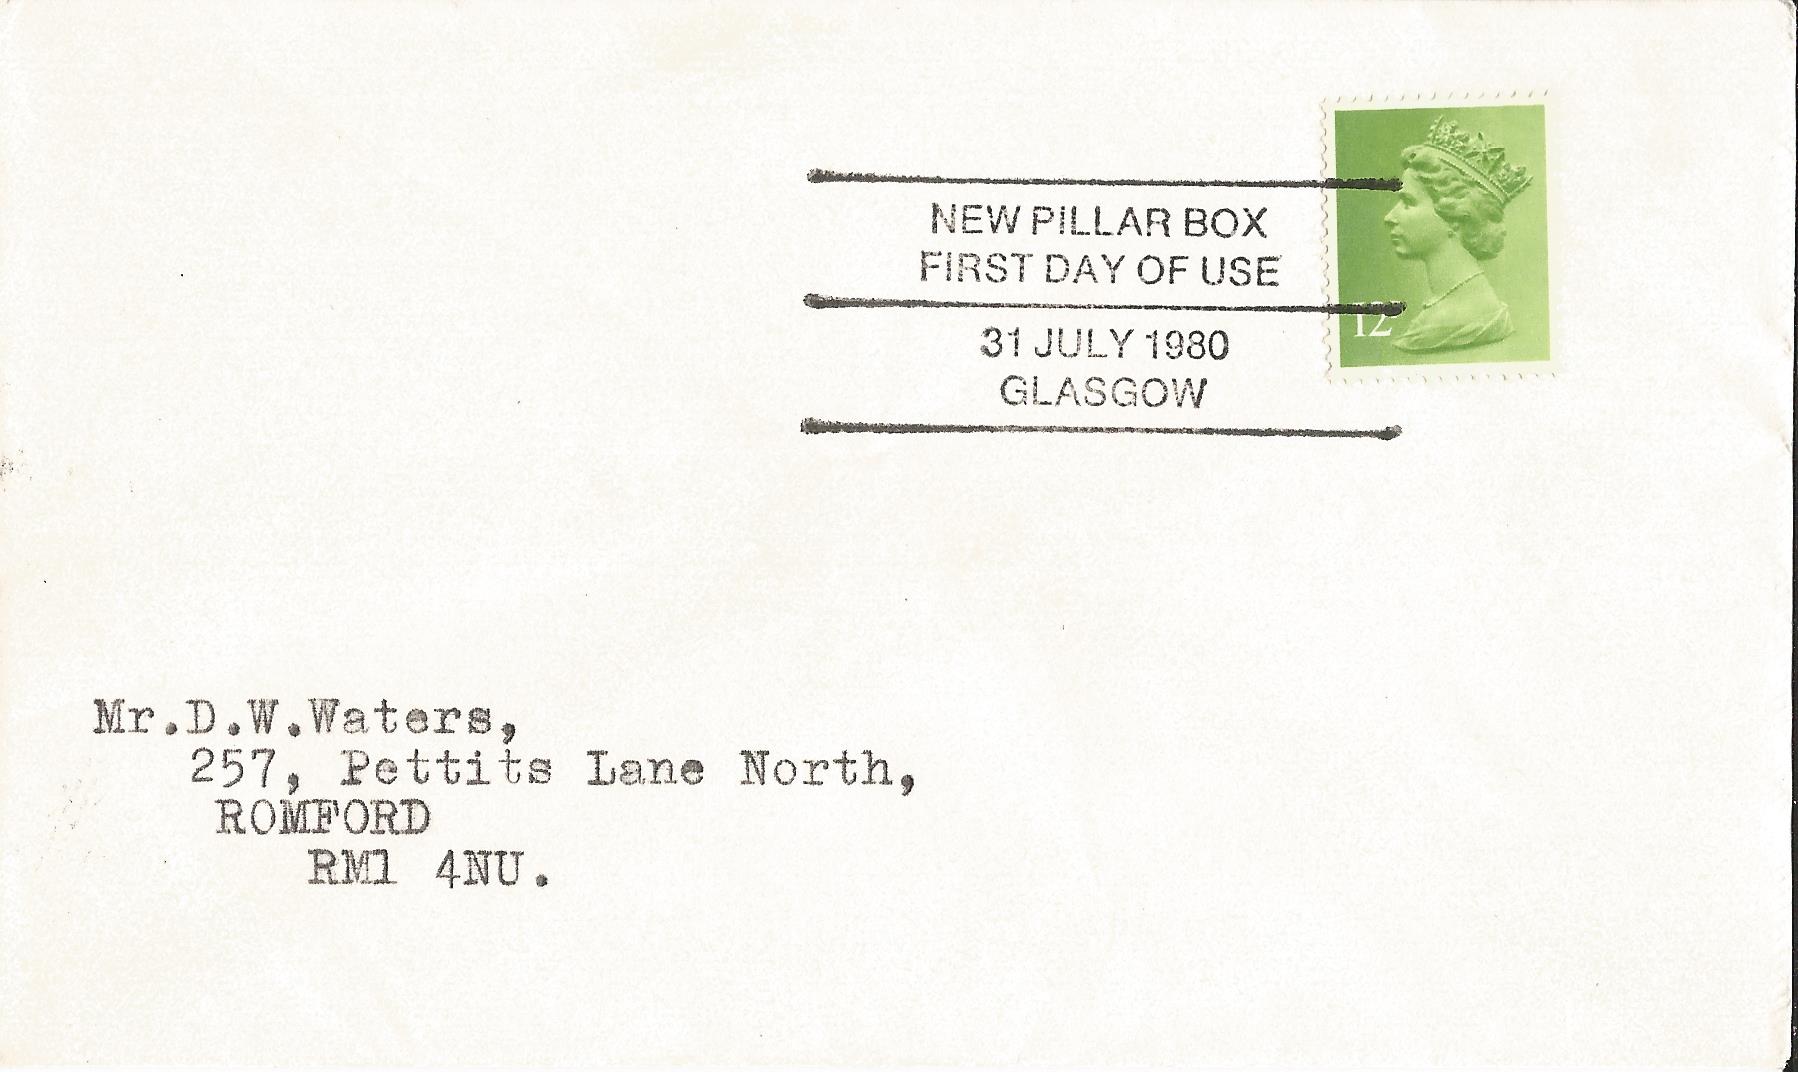 NEW PILLAR BOX
FIRST DAY OF USE
31 JULY 1980
GLASGOW
12
Mr.D.W.Waters,
257, Pettits Lane North,
ROMFORD
RM1 4NU.